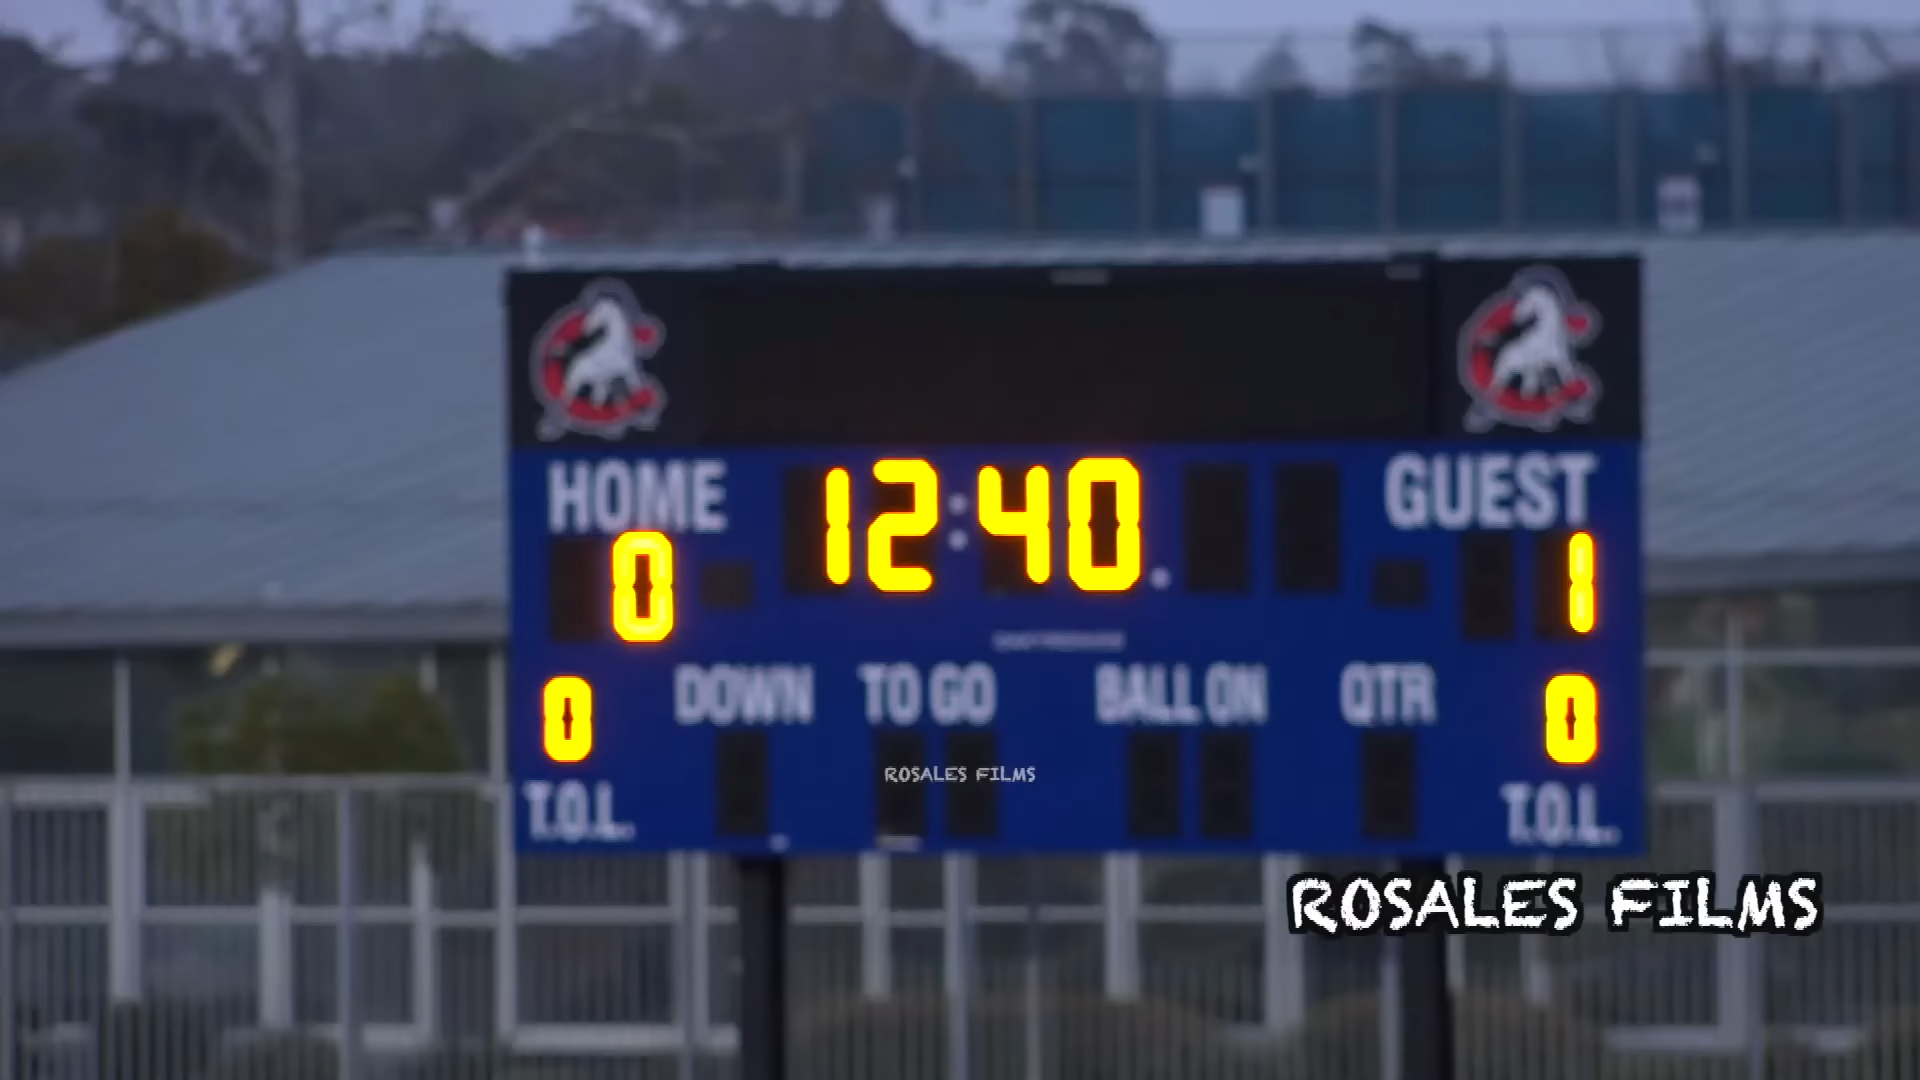 HOME 12:40 GUEST
0 1
DOWN TO GO BALL ON QTR
0 0
ROSALES FILMS
T.O.L. T.O.L.
ROSALES FILMS